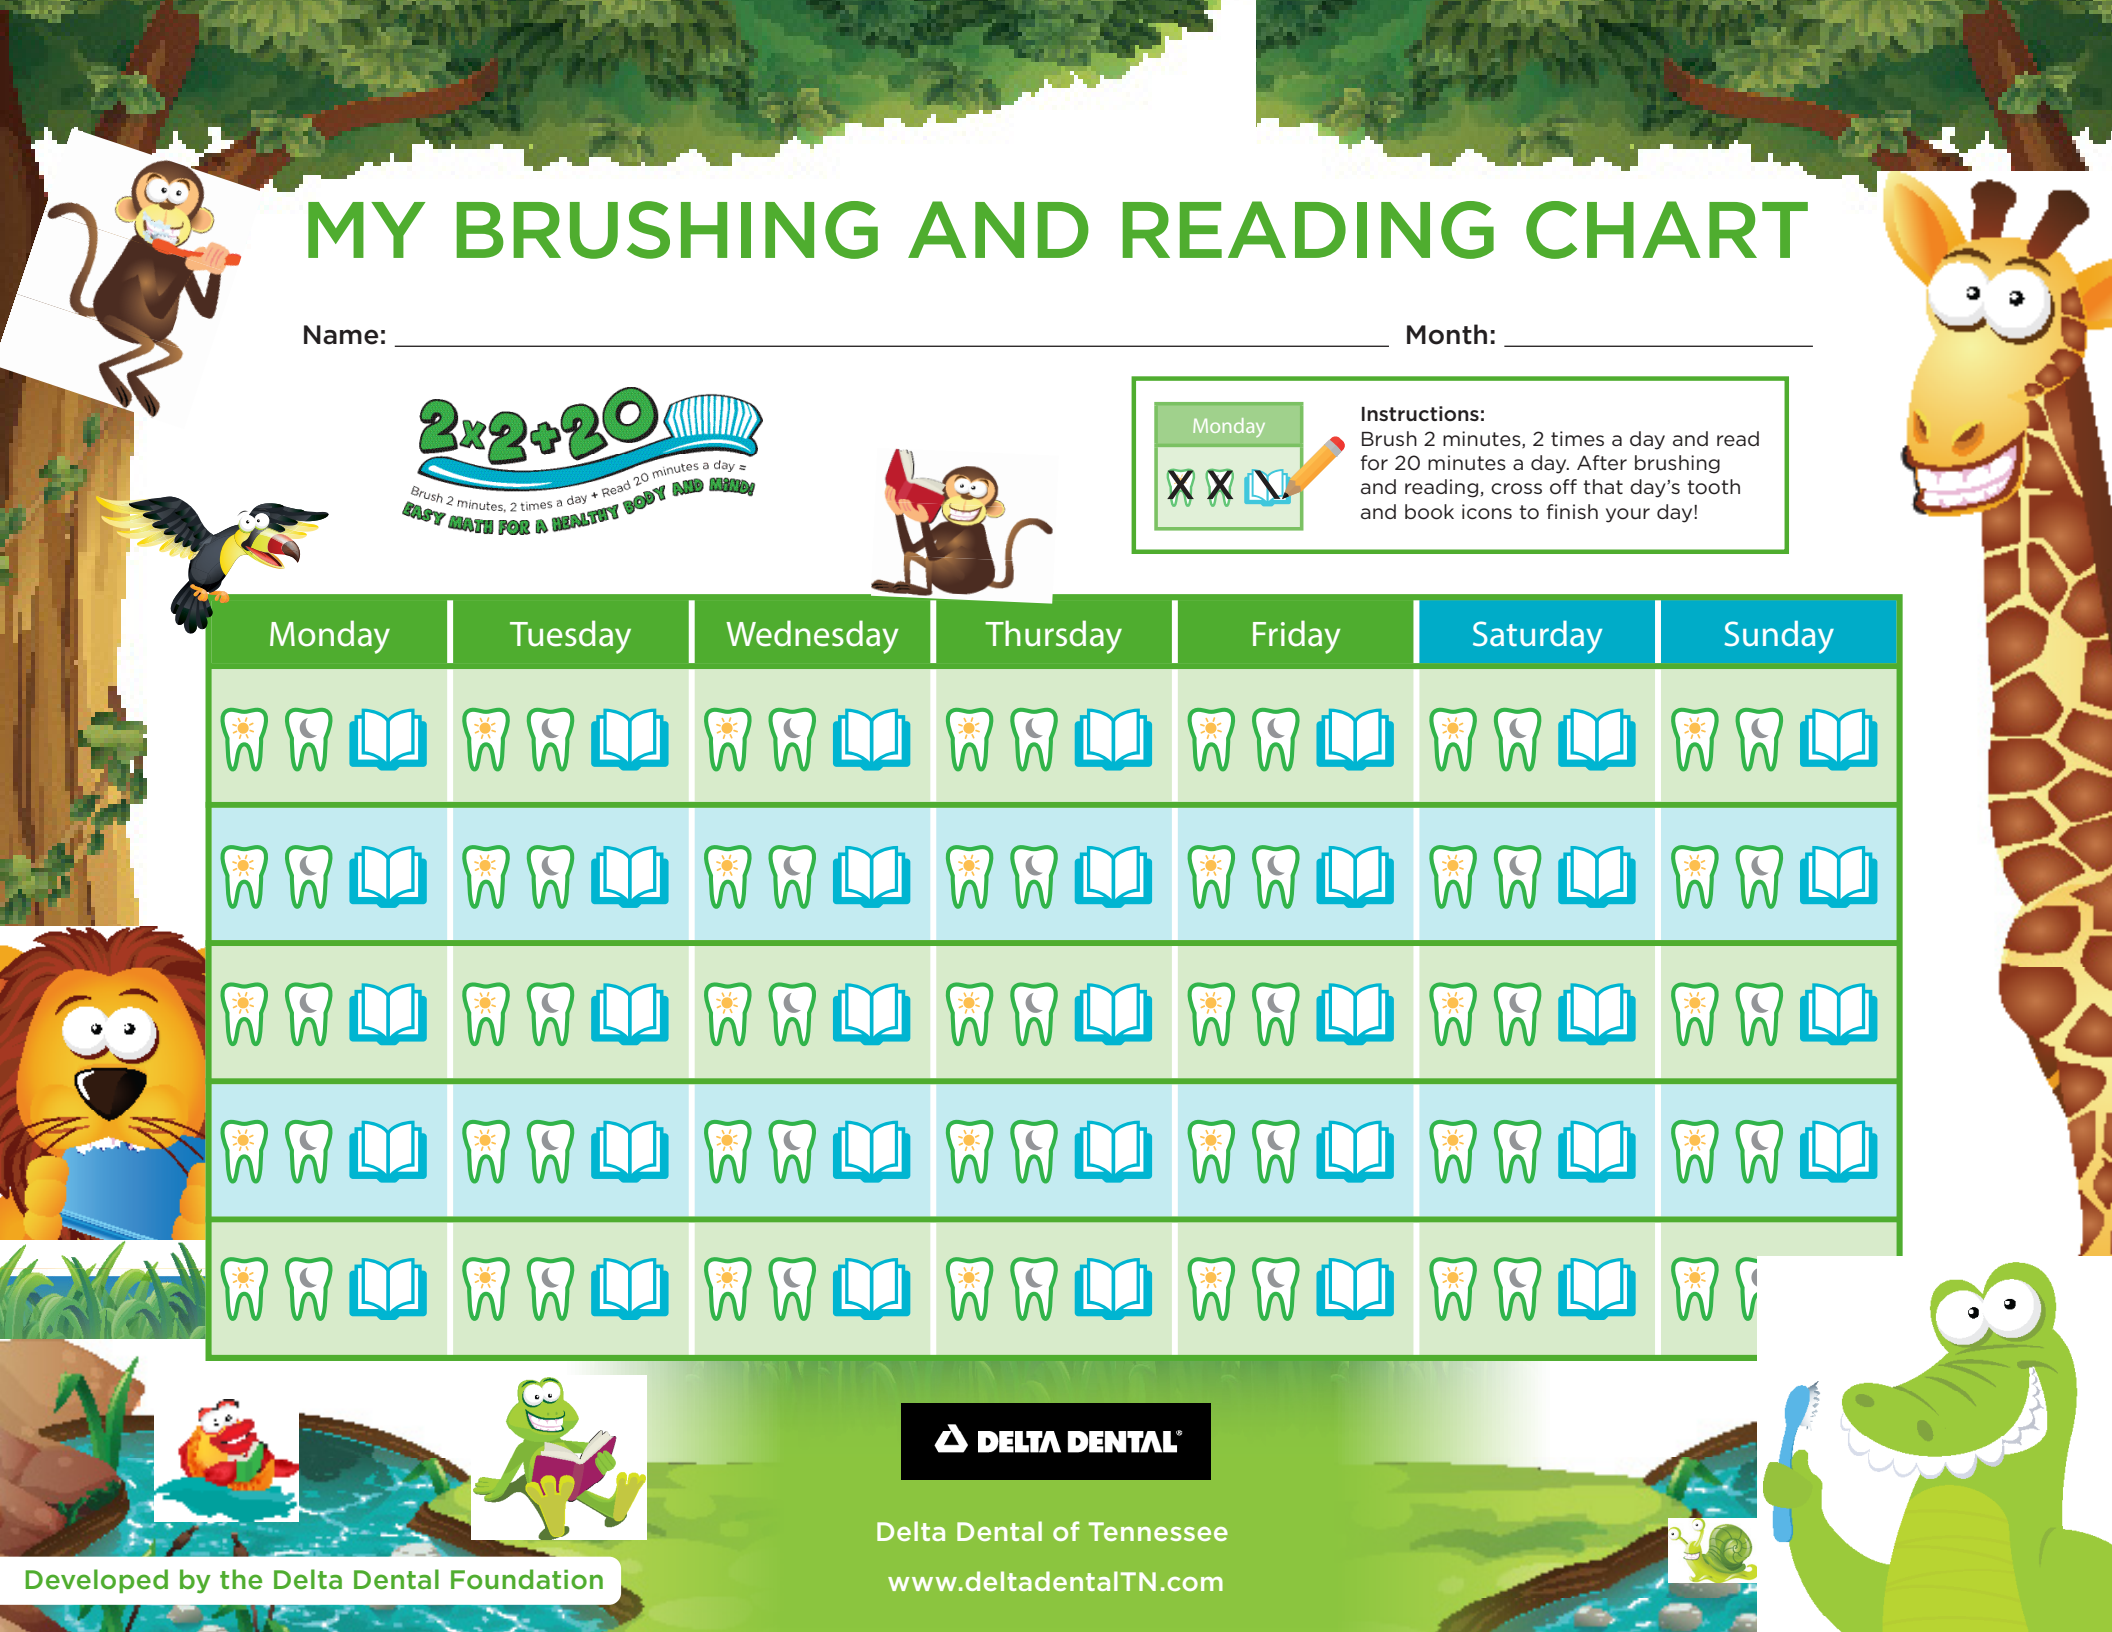 MY BRUSHING AND READING CHART
Name:
Month:
2x2+20
Brush 2 minutes, 2 times a day + Read 20 minutes a day =
EASY MATH FOR A HEALTHY BODY AND MIND!
Monday
Instructions:
Brush 2 minutes, 2 times a day and read
for 20 minutes a day. After brushing
and reading, cross off that day's tooth
and book icons to finish your day!
Monday Tuesday Wednesday Thursday Friday Saturday Sunday
DELTA DENTAL®
Delta Dental of Tennessee
www.deltadentalTN.com
Developed by the Delta Dental Foundation